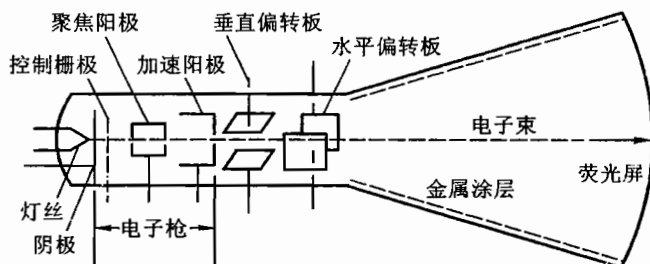 聚焦阳极
垂直偏转板
控制栅极
加速阳极
水平偏转板
电子束
荧光屏
金属涂层
灯丝
电子枪
阴极